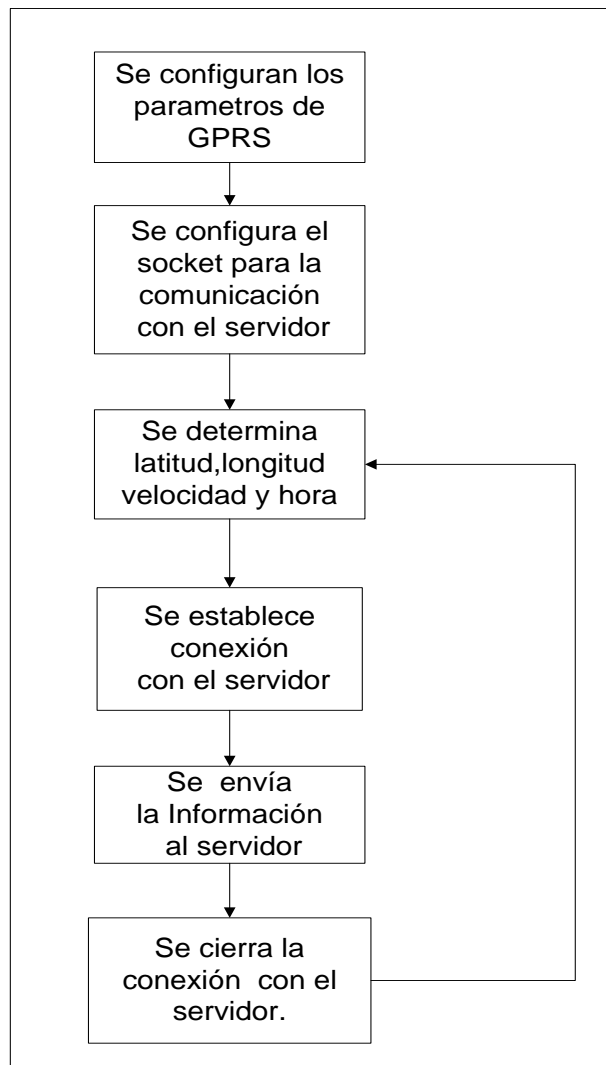 Se configuran los
parametros de
GPRS
Se configura el
socket para la
comunicación
con el servidor
Se determina
latitud,longitud
velocidad y hora
Se establece
conexión
con el servidor
Se envía
la Información
al servidor
Se cierra la
conexión con el
servidor.